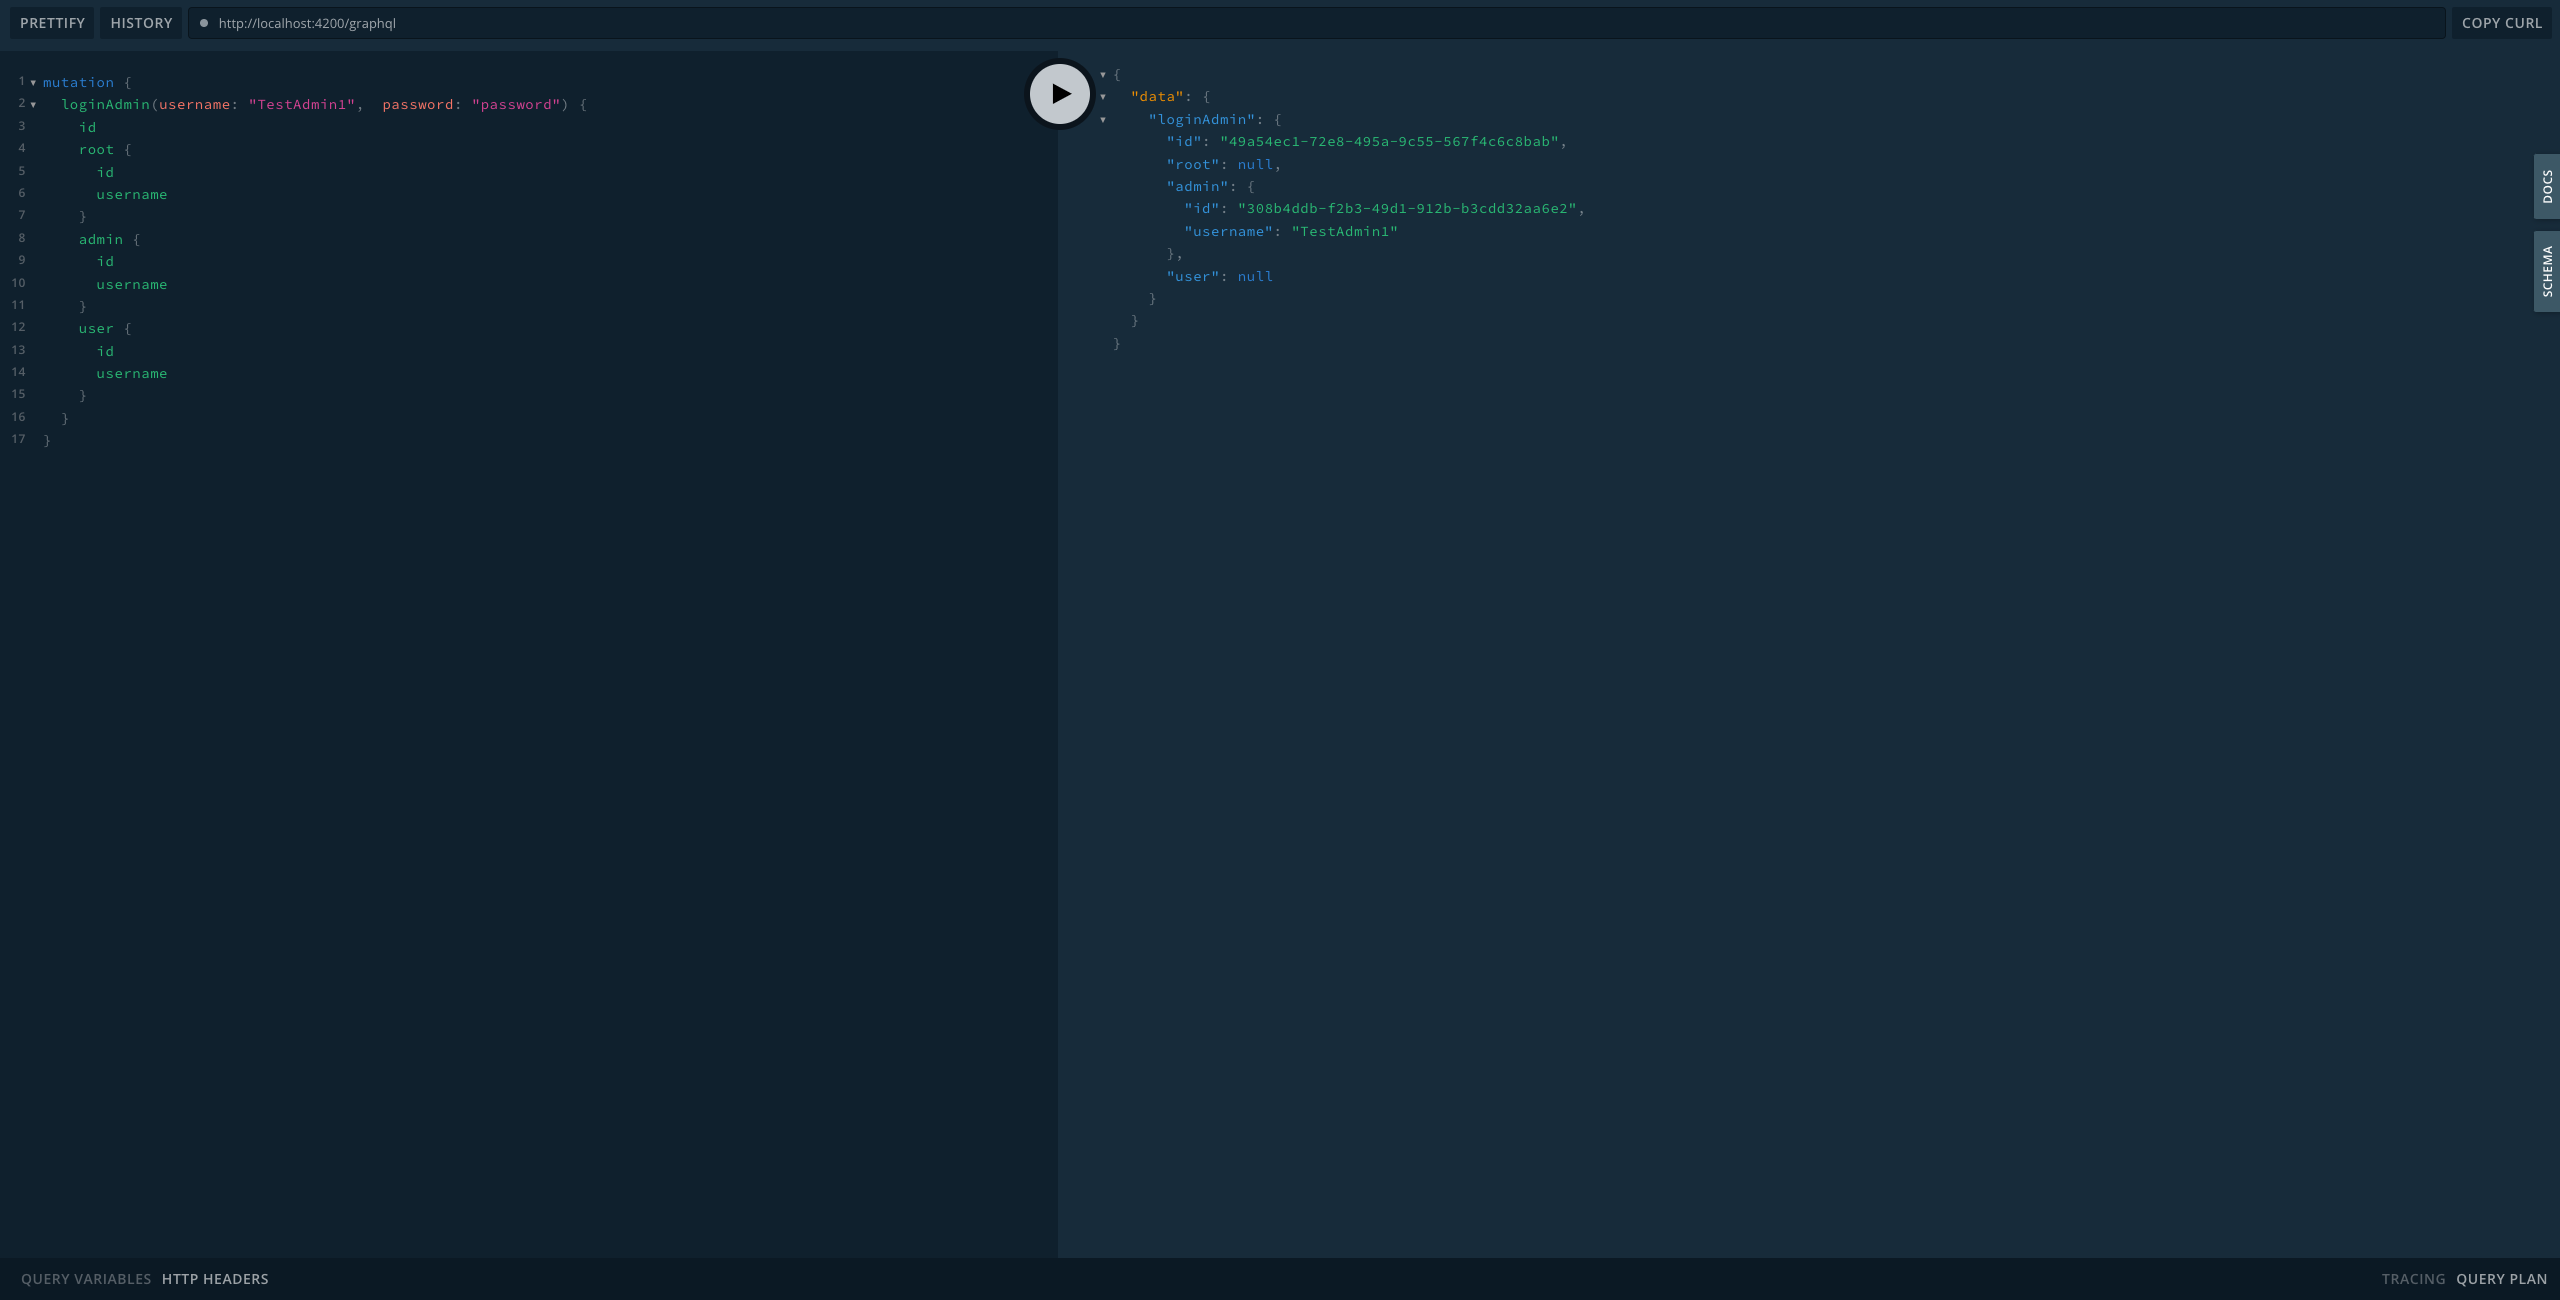 PRETTIFY HISTORY http://localhost:4200/graphql COPY CURL
1 mutation {
2 loginAdmin(username: "TestAdmin1",  password: "password") {
3 id
4 root {
5 id
6 username
7 }
8 admin {
9 id
10 username
11 }
12 user {
13 id
14 username
15 }
16 }
17 }
{
"data": {
"loginAdmin": {
"id": "49a54ec1-72e8-495a-9c55-567f4c6c8bab",
"root": null,
"admin": {
"id": "308b4ddb-f2b3-49d1-912b-b3cdd32aa6e2",
"username": "TestAdmin1"
},
"user": null
}
}
}
DOCS
SCHEMA
QUERY VARIABLES HTTP HEADERS TRACING QUERY PLAN